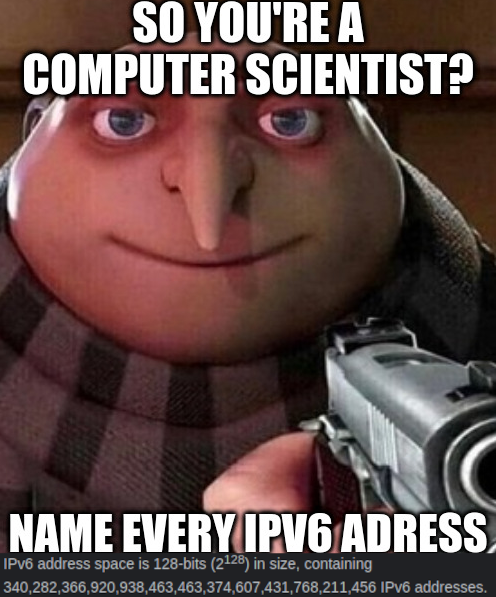 SO YOU'RE A
COMPUTER SCIENTIST?
NAME EVERY IPV6 ADRESS
IPv6 address space is 128-bits (2¹²⁸) in size, containing
340,282,366,920,938,463,463,374,607,431,768,211,456 IPv6 addresses.